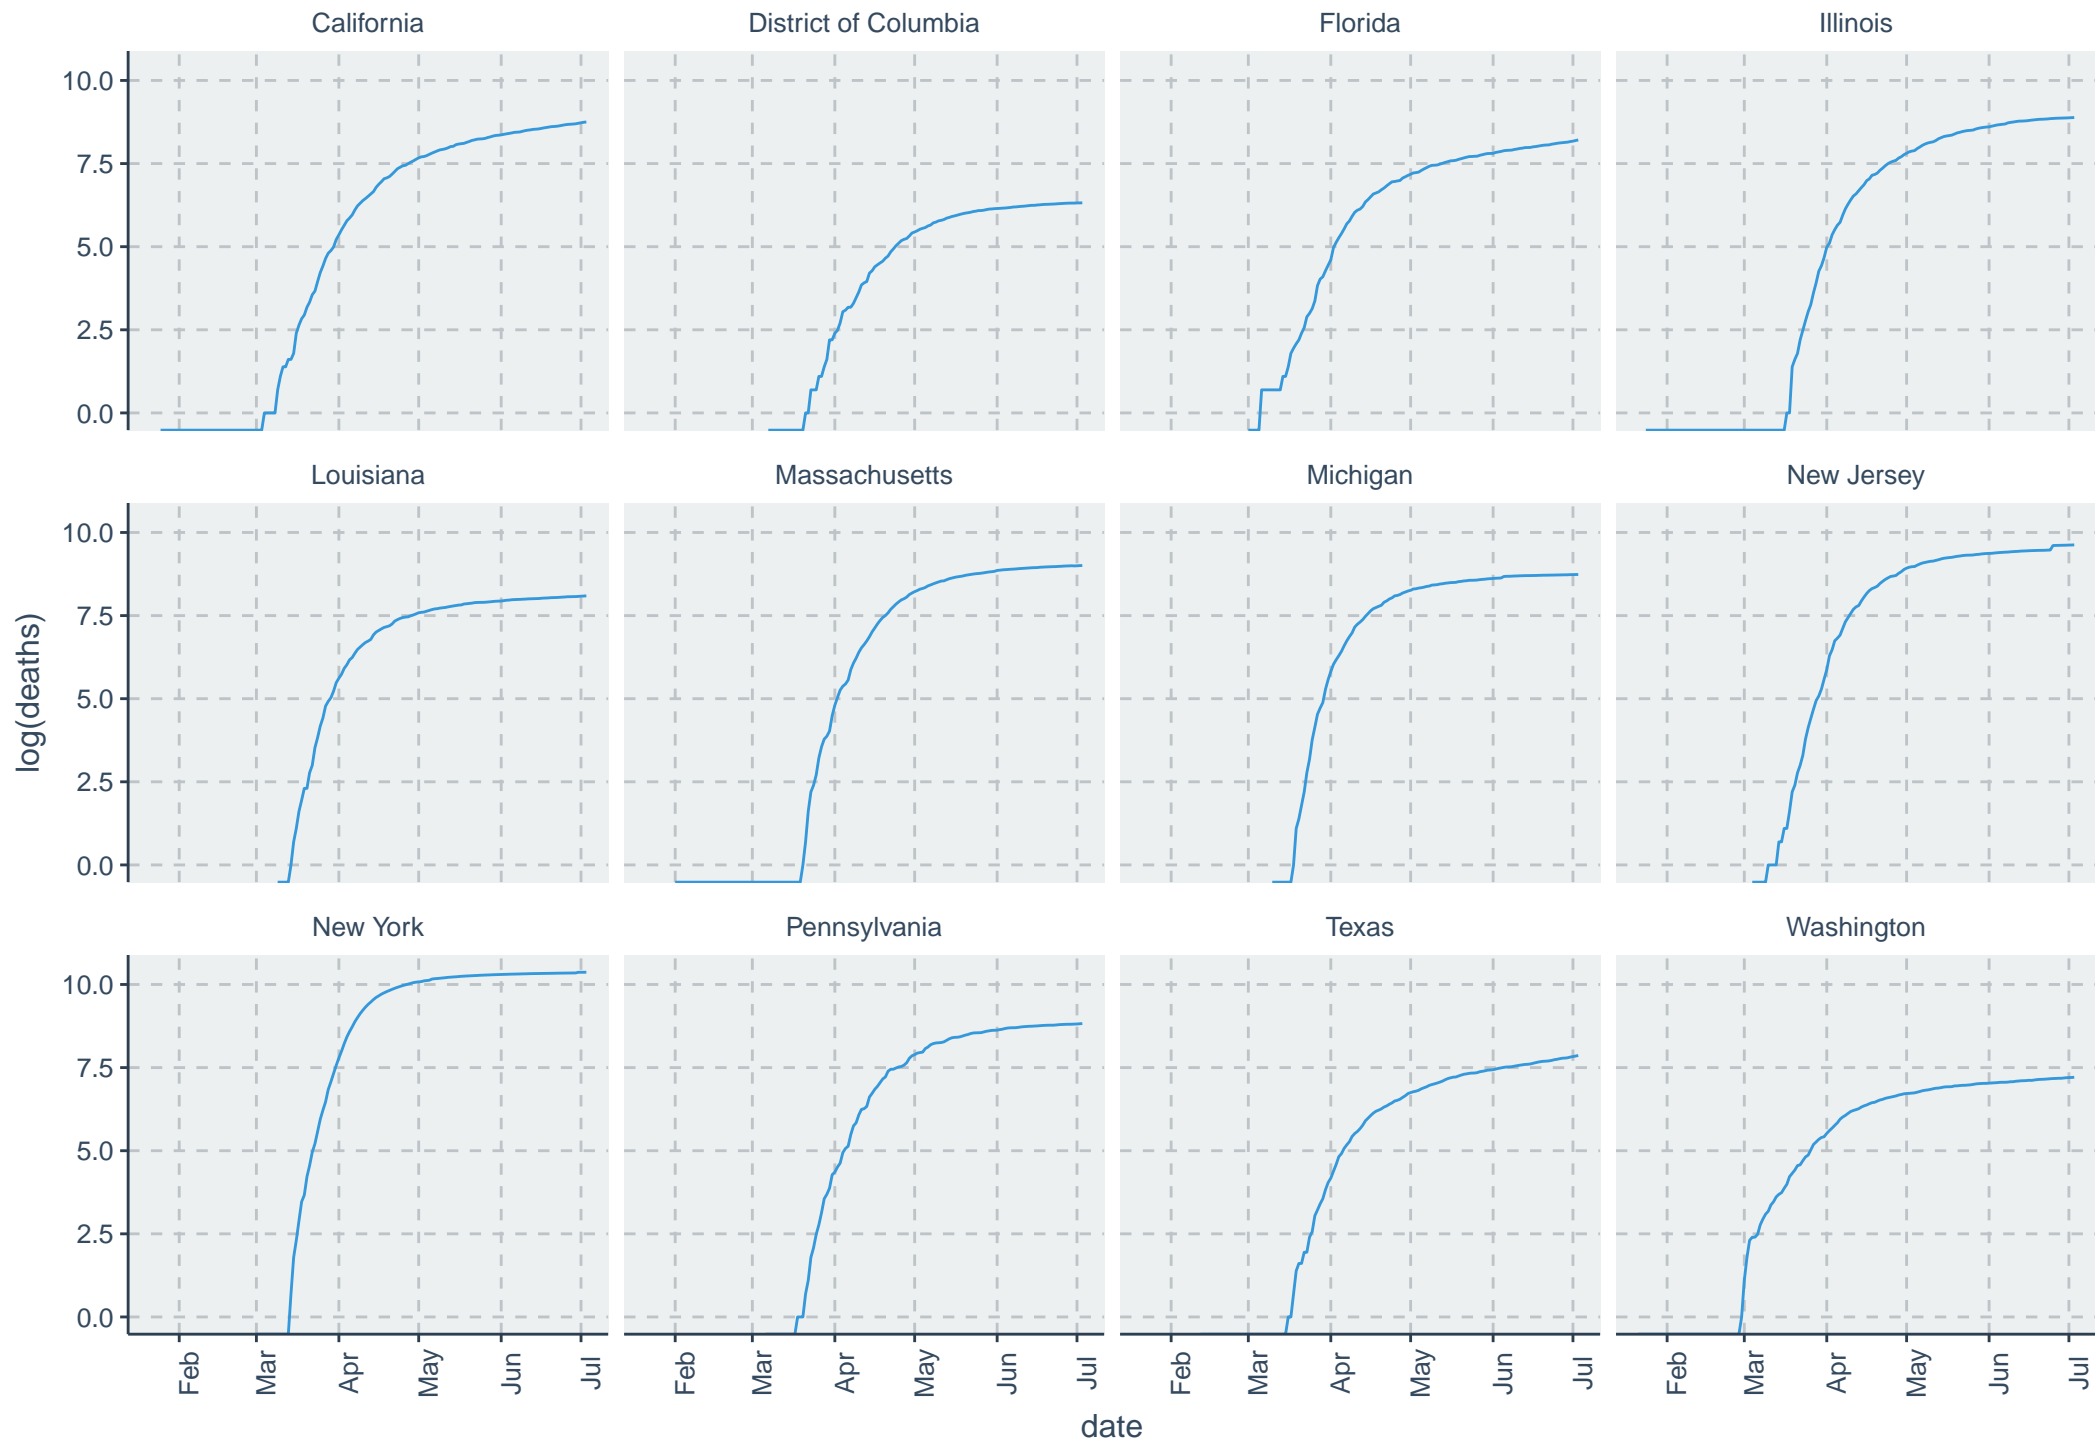 California District of Columbia Florida Illinois
10.0
7.5
5.0
2.5
0.0
Louisiana Massachusetts Michigan New Jersey
10.0
7.5
5.0
2.5
0.0
log(deaths)
New York Pennsylvania Texas Washington
10.0
7.5
5.0
2.5
0.0
Feb Mar Apr May Jun Jul Feb Mar Apr May Jun Jul Feb Mar Apr May Jun Jul Feb Mar Apr May Jun Jul
date